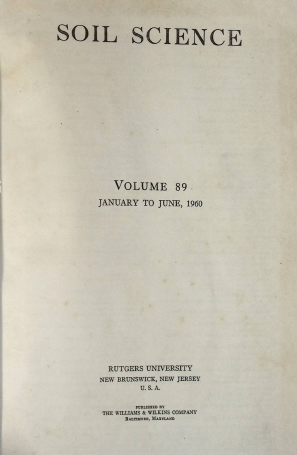 SOIL SCIENCE
VOLUME 89
JANUARY TO JUNE, 1960
RUTGERS UNIVERSITY
NEW BRUNSWICK, NEW JERSEY
U. S. A.
PUBLISHED BY
THE WILLIAMS & WILKINS COMPANY
BALTIMORE, MARYLAND